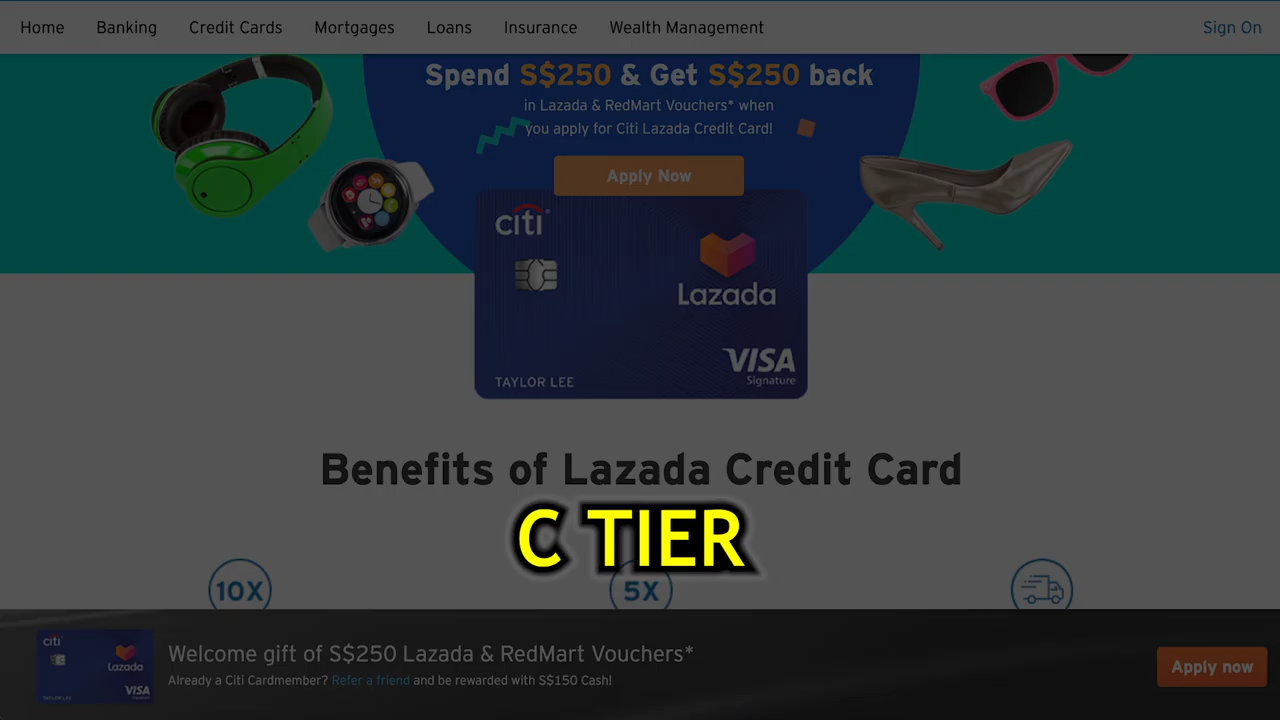 Home Banking Credit Cards Mortgages Loans Insurance Wealth Management Sign On
Spend S$250 & Get S$250 back
in Lazada & RedMart Vouchers* when
you apply for Citi Lazada Credit Card!
Apply Now
citi
Lazada
VISA
Signature
TAYLOR LEE
Benefits of Lazada Credit Card
C TIER
10X
5X
citi
Lazada
VISA
Welcome gift of S$250 Lazada & RedMart Vouchers*
Already a Citi Cardmember? Refer a friend and be rewarded with S$150 Cash!
Apply now